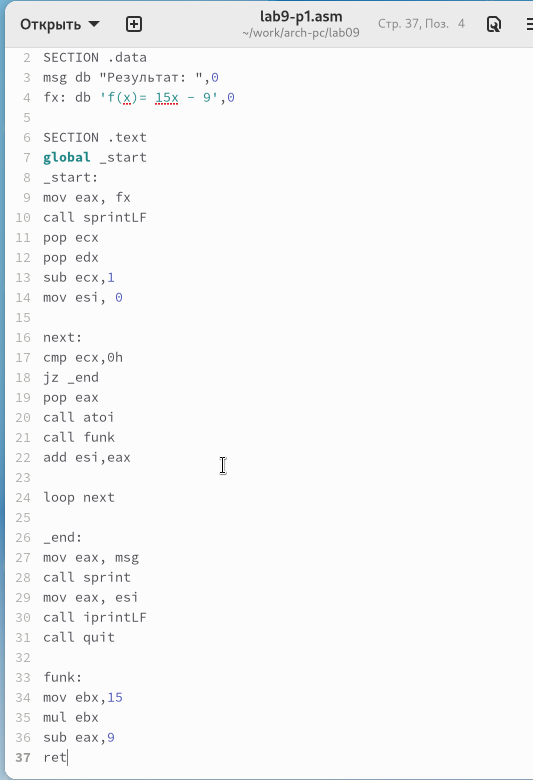 Открыть
lab9-p1.asm
~/work/arch-pc/lab09
Стр. 37, Поз. 4
2 SECTION .data
3 msg db "Результат: ",0
4 fx: db 'f(x)= 15x - 9',0
5
6 SECTION .text
7 global _start
8 _start:
9 mov eax, fx
10 call sprintLF
11 pop ecx
12 pop edx
13 sub ecx,1
14 mov esi, 0
15
16 next:
17 cmp ecx,0h
18 jz _end
19 pop eax
20 call atoi
21 call funk
22 add esi,eax
23
24 loop next
25
26 _end:
27 mov eax, msg
28 call sprint
29 mov eax, esi
30 call iprintLF
31 call quit
32
33 funk:
34 mov ebx,15
35 mul ebx
36 sub eax,9
37 ret